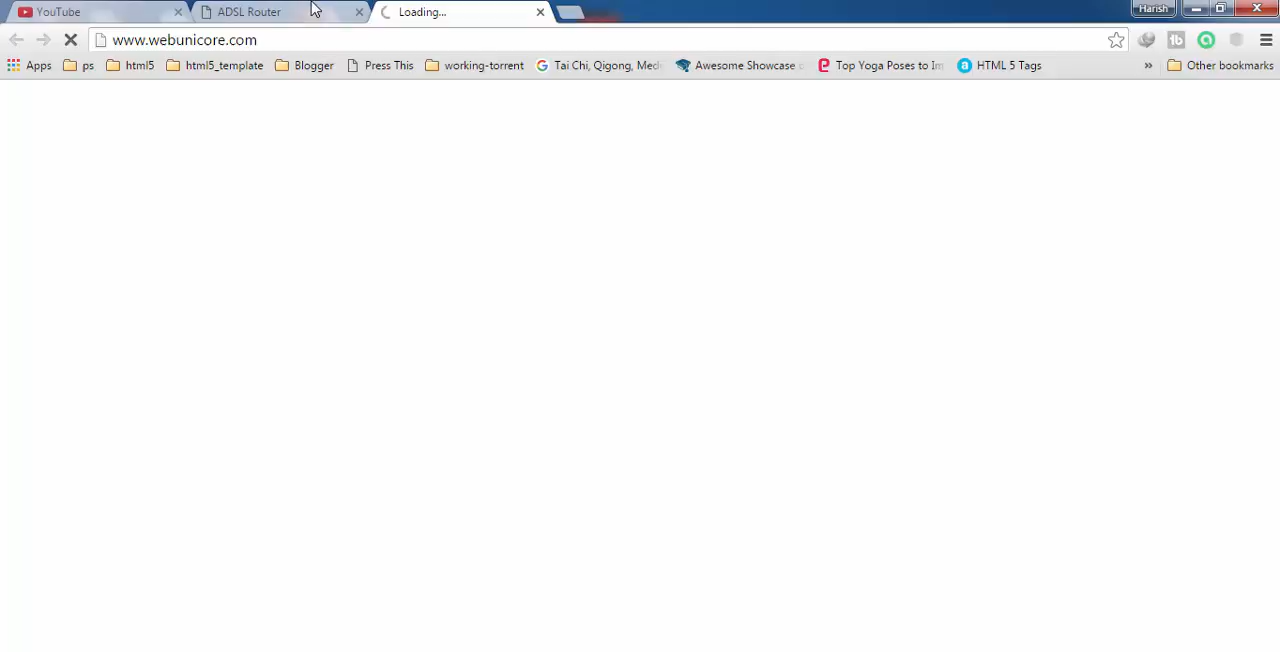 YouTube ADSL Router Loading... Harish
www.webunicore.com
Apps ps html5 html5_template Blogger Press This working-torrent Tai Chi, Qigong, Med Awesome Showcase Top Yoga Poses to Im HTML 5 Tags » Other bookmarks